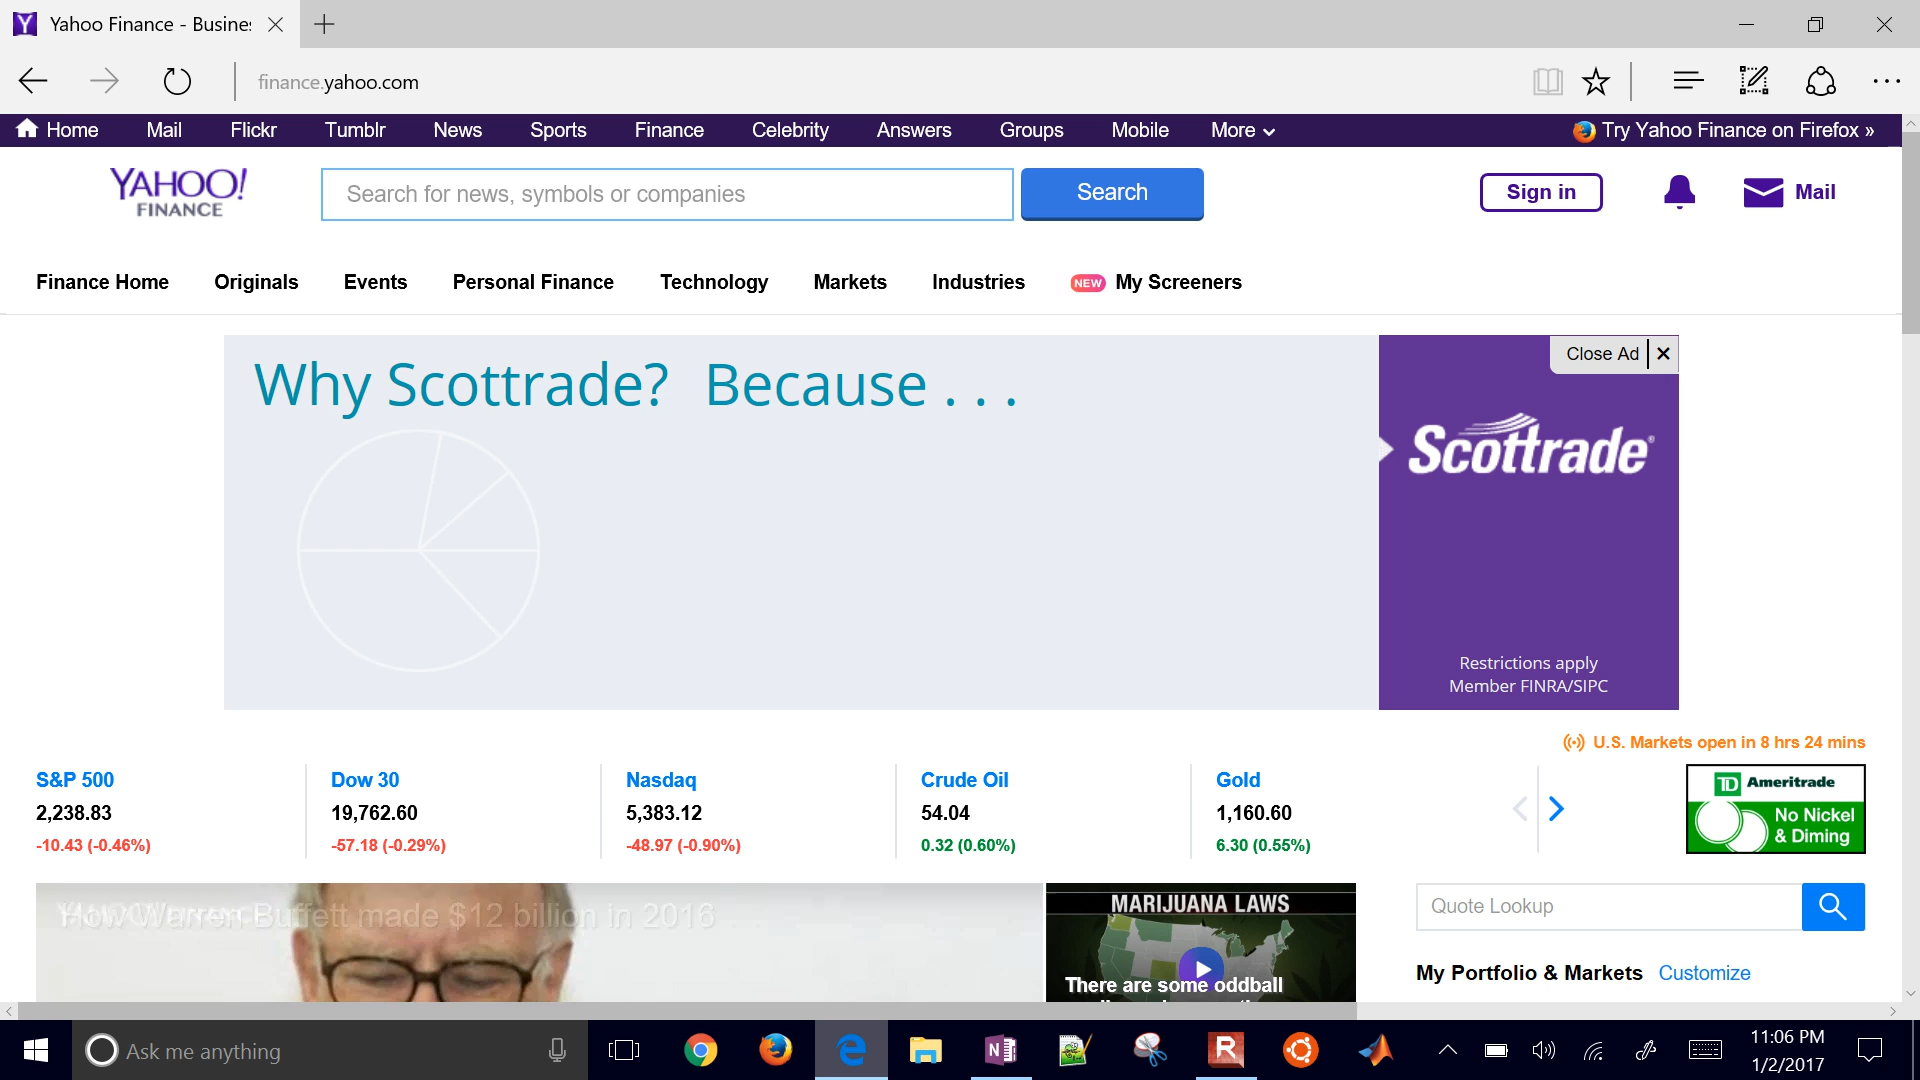 Yahoo Finance - Busines
finance.yahoo.com
Home Mail Flickr Tumblr News Sports Finance Celebrity Answers Groups Mobile More Try Yahoo Finance on Firefox »
YAHOO!
FINANCE
Search for news, symbols or companies
Search
Sign in
Mail
Finance Home Originals Events Personal Finance Technology Markets Industries NEW My Screeners
Why Scottrade? Because . . .
Close Ad
Scottrade
Restrictions apply
Member FINRA/SIPC
U.S. Markets open in 8 hrs 24 mins
S&P 500
2,238.83
-10.43 (-0.46%)
Dow 30
19,762.60
-57.18 (-0.29%)
Nasdaq
5,383.12
-48.97 (-0.90%)
Crude Oil
54.04
0.32 (0.60%)
Gold
1,160.60
6.30 (0.55%)
TD Ameritrade
No Nickel
& Diming
How Warren Buffett made $12 billion in 2016
MARIJUANA LAWS
There are some oddball
Quote Lookup
My Portfolio & Markets Customize
Ask me anything
11:06 PM
1/2/2017